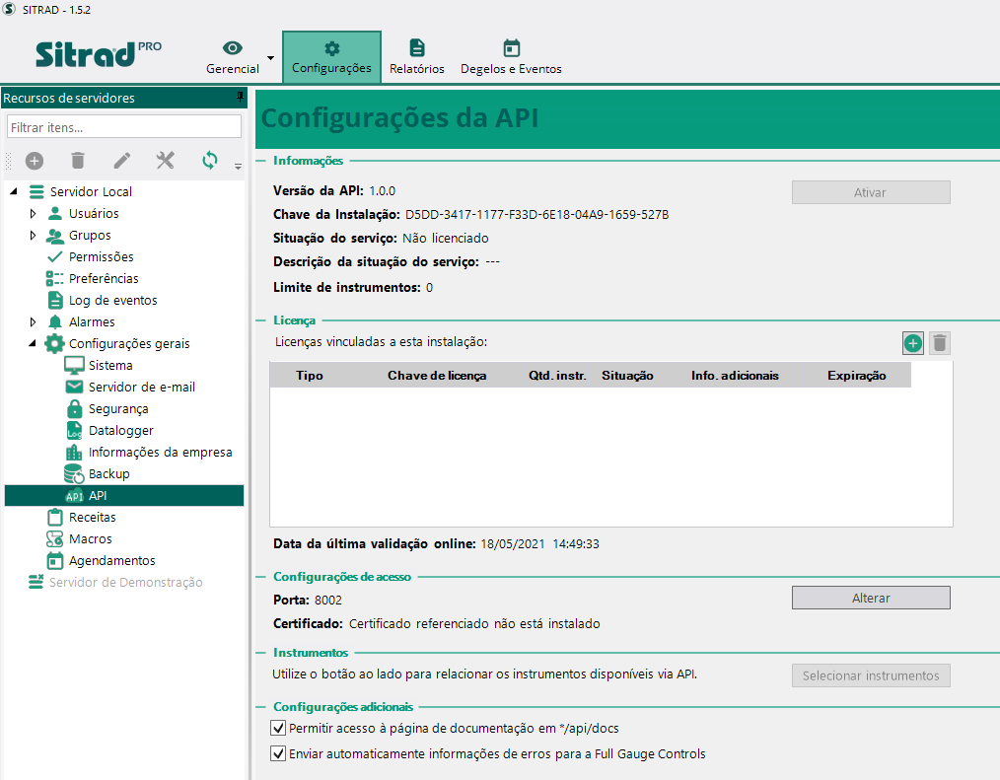 SITRAD - 1.5.2
Sitrad PRO
Gerencial
Configurações
Relatórios
Degelos e Eventos
Recursos de servidores
Filtrar itens...
Servidor Local
Usuários
Grupos
Permissões
Preferências
Log de eventos
Alarmes
Configurações gerais
Sistema
Servidor de e-mail
Segurança
Datalogger
Informações da empresa
Backup
API
Receitas
Macros
Agendamentos
Servidor de Demonstração
Configurações da API
Informações
Versão da API: 1.0.0
Ativar
Chave da Instalação: D5DD-3417-1177-F33D-6E18-04A9-1659-527B
Situação do serviço: Não licenciado
Descrição da situação do serviço: ---
Limite de instrumentos: 0
Licença
Licenças vinculadas a esta instalação:
Tipo Chave de licença Qtd. instr. Situação Info. adicionais Expiração
Data da última validação online: 18/05/2021 14:49:33
Configurações de acesso
Porta: 8002
Alterar
Certificado: Certificado referenciado não está instalado
Instrumentos
Utilize o botão ao lado para relacionar os instrumentos disponíveis via API.
Selecionar instrumentos
Configurações adicionais
Permitir acesso à página de documentação em */api/docs
Enviar automaticamente informações de erros para a Full Gauge Controls